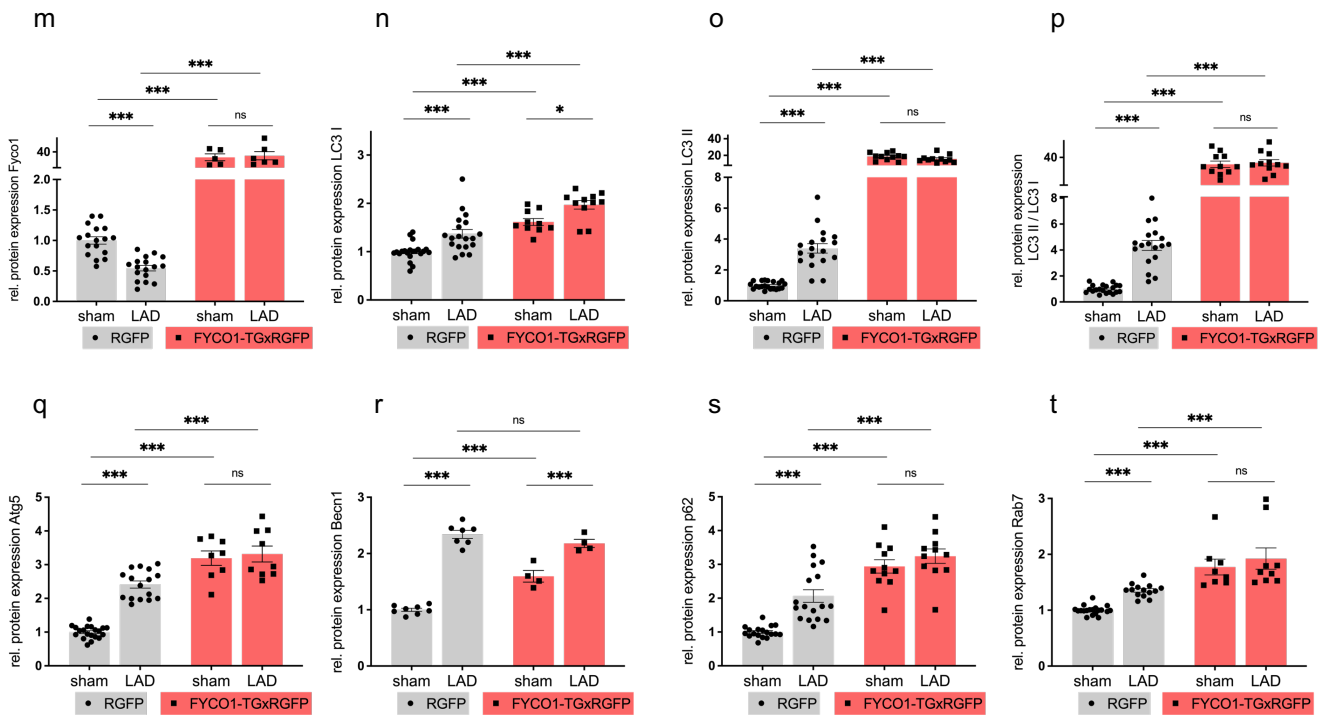 m
***
***
***
ns
rel. protein expression Fyco1
40
2.0
1.5
1.0
0.5
0.0
sham LAD sham LAD
RGFP FYCO1-TGxRGFP
n
***
***
***
*
rel. protein expression LC3 I
3
2
1
0
sham LAD sham LAD
RGFP FYCO1-TGxRGFP
o
***
***
***
ns
rel. protein expression LC3 II
40
20
8
6
4
2
0
sham LAD sham LAD
RGFP FYCO1-TGxRGFP
p
***
***
***
ns
rel. protein expression
LC3 II / LC3 I
40
8
6
4
2
0
sham LAD sham LAD
RGFP FYCO1-TGxRGFP
q
***
***
***
ns
rel. protein expression Atg5
5
4
3
2
1
0
sham LAD sham LAD
RGFP FYCO1-TGxRGFP
r
ns
***
***
***
rel. protein expression Becn1
3
2
1
0
sham LAD sham LAD
RGFP FYCO1-TGxRGFP
s
***
***
***
ns
rel. protein expression p62
5
4
3
2
1
0
sham LAD sham LAD
RGFP FYCO1-TGxRGFP
t
***
***
***
ns
rel. protein expression Rab7
3
2
1
0
sham LAD sham LAD
RGFP FYCO1-TGxRGFP